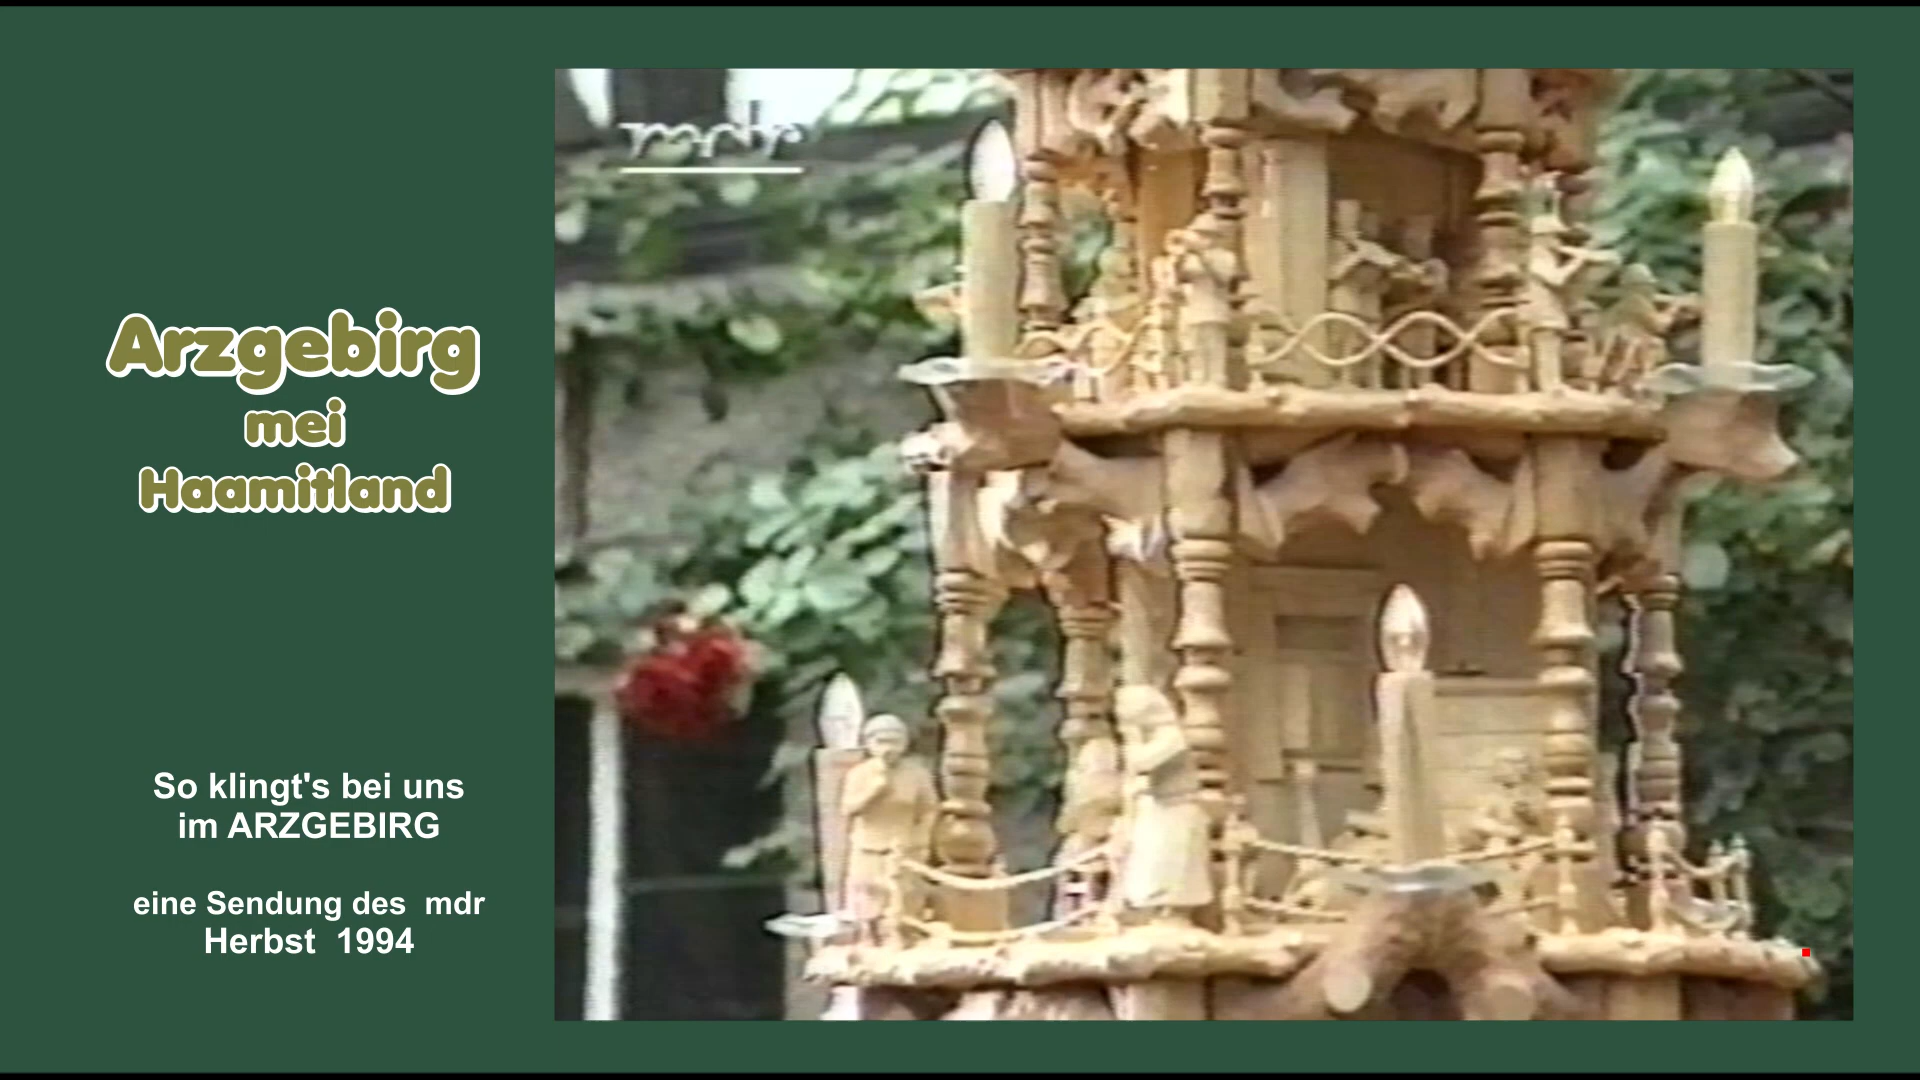 mdr
Arzgebirg
mei
Haamitland
So klingt's bei uns
im ARZGEBIRG
eine Sendung des  mdr
Herbst  1994